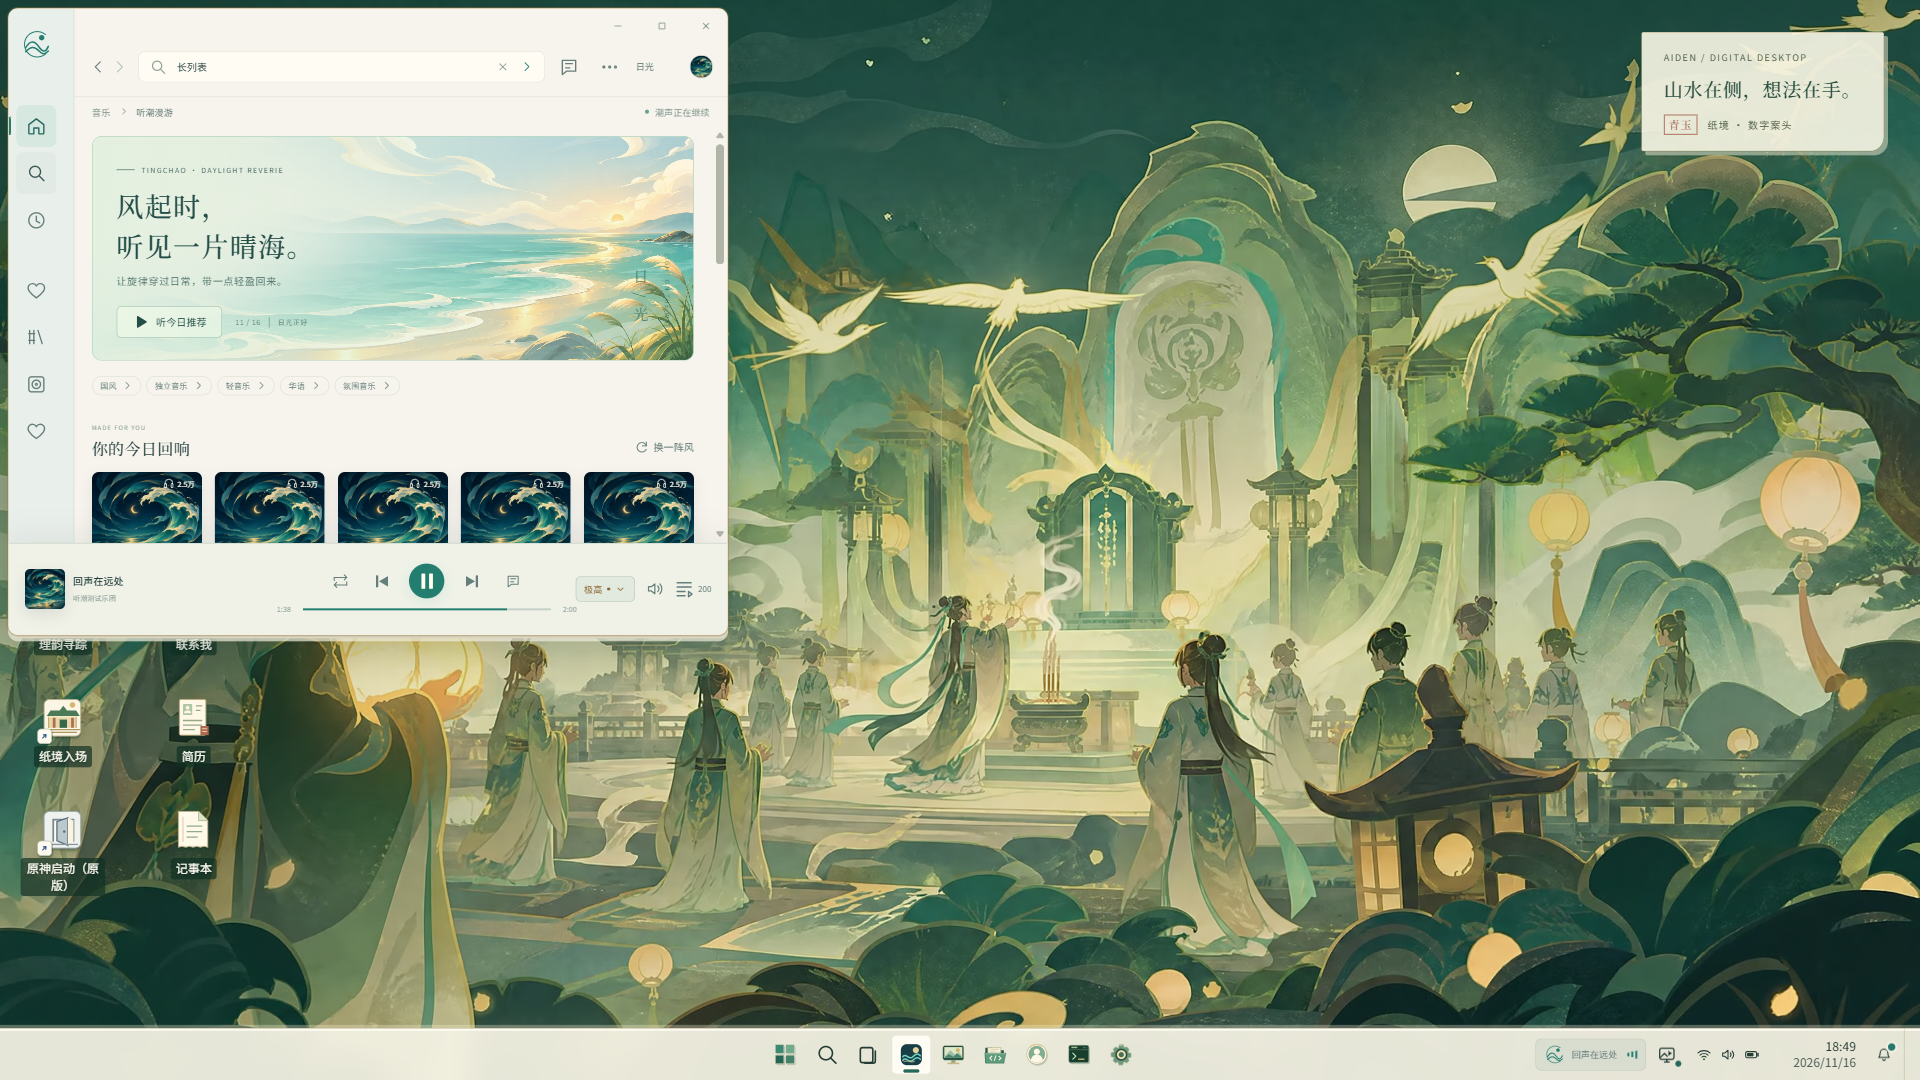 长列表
日光
音乐
听潮漫游
潮声正在继续
TINGCHAO · DAYLIGHT REVERIE
风起时，
听见一片晴海。
让旋律穿过日常，带一点轻盈回来。
听今日推荐
11 / 16
日光正好
日
光
国风
独立音乐
轻音乐
华语
氛围音乐
MADE FOR YOU
你的今日回响
换一阵风
2.5万
2.5万
2.5万
2.5万
2.5万
回声在远处
听潮测试乐团
1:38
2:00
极高
200
AIDEN / DIGITAL DESKTOP
山水在侧，想法在手。
青玉
纸境 · 数字案头
理韵寻踪
联系我
纸境入场
简历
原神启动（原
版）
记事本
回声在远处
18:49
2026/11/16